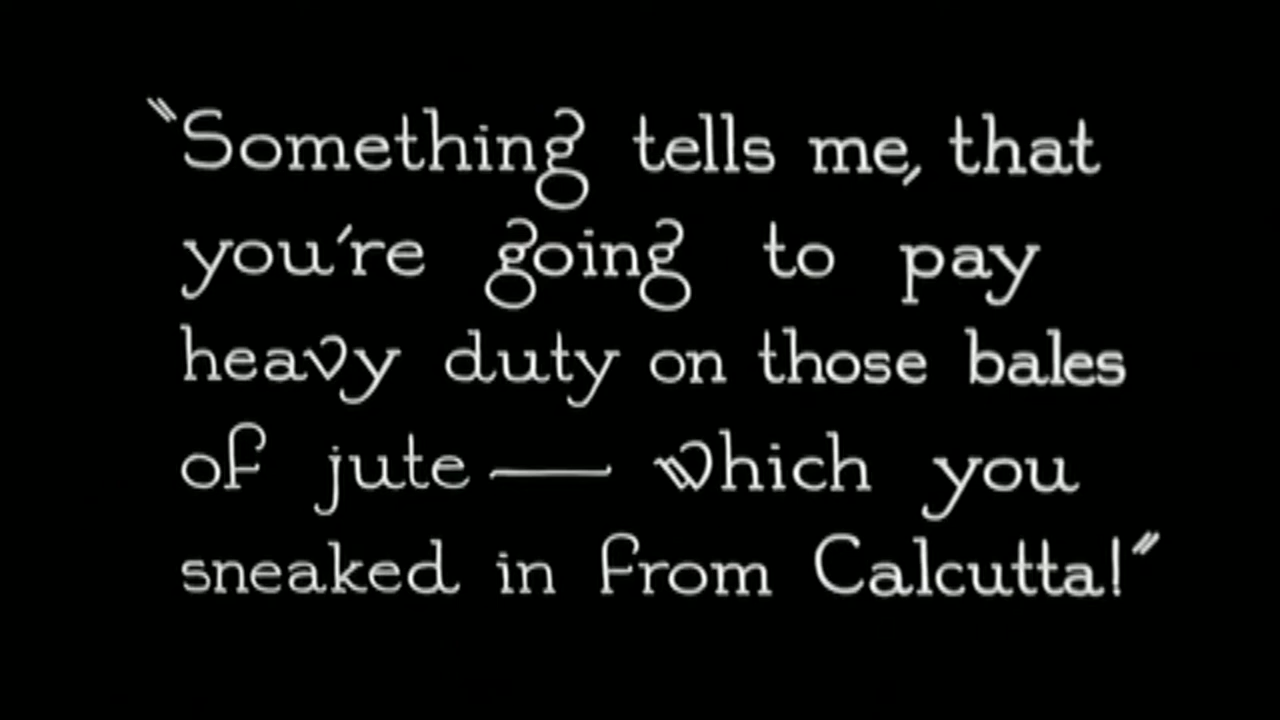 "Something tells me, that
you're going to pay
heavy duty on those bales
of jute — which you
sneaked in from Calcutta!"